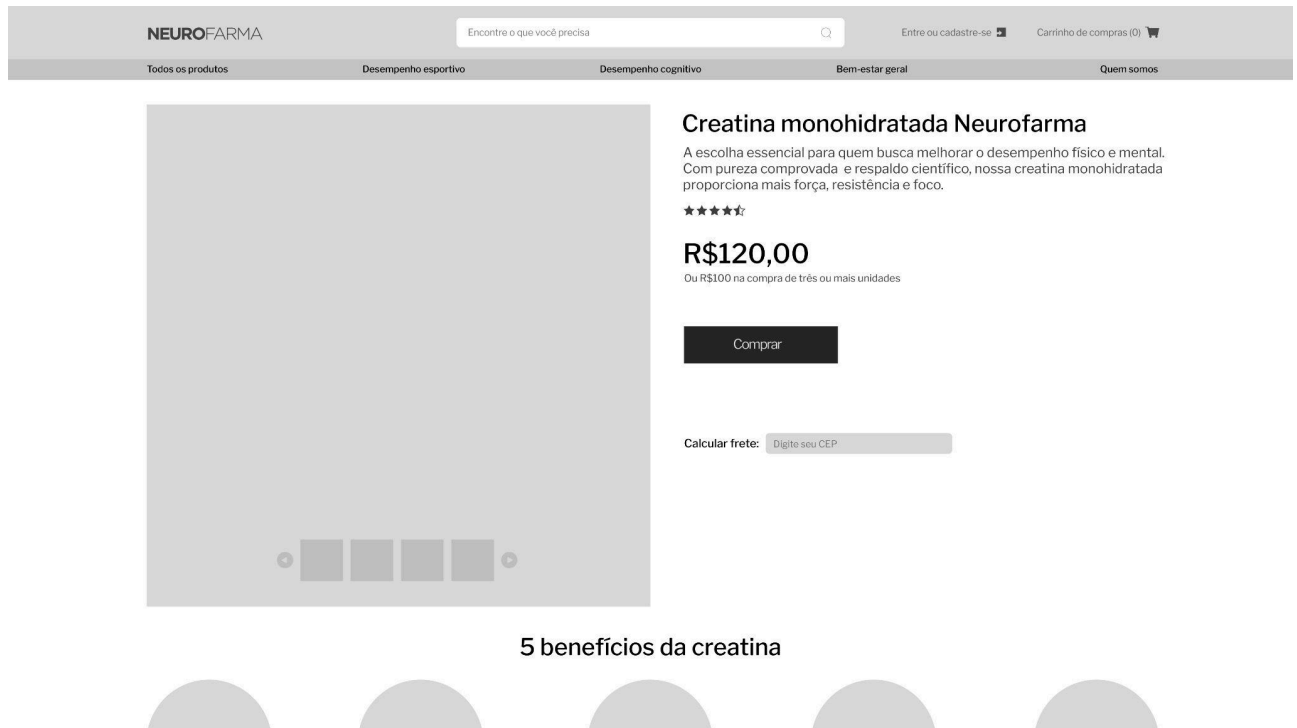 NEUROFARMA
Encontre o que você precisa
Entre ou cadastre-se
Carrinho de compras (0)
Todos os produtos
Desempenho esportivo
Desempenho cognitivo
Bem-estar geral
Quem somos
Creatina monohidratada Neurofarma
A escolha essencial para quem busca melhorar o desempenho físico e mental.
Com pureza comprovada e respaldo científico, nossa creatina monohidratada
proporciona mais força, resistência e foco.
R$120,00
Ou R$100 na compra de três ou mais unidades
Comprar
Calcular frete:
Digite seu CEP
5 benefícios da creatina